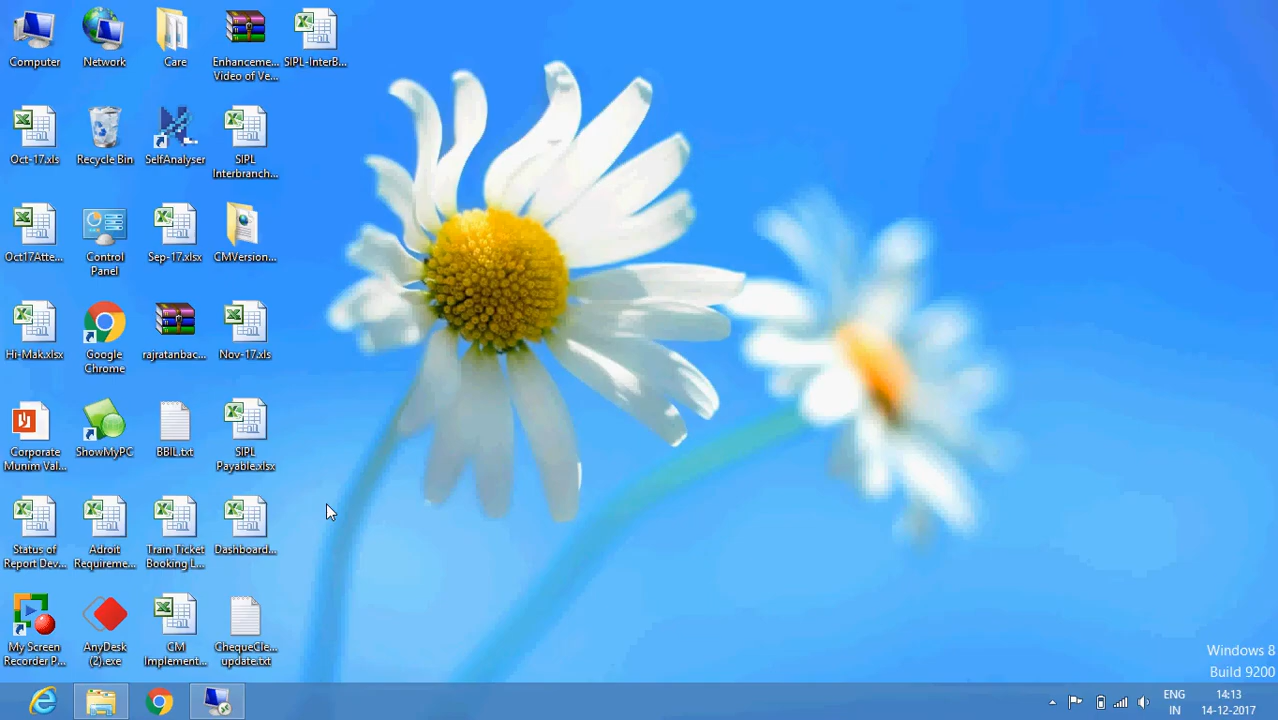 Computer
Network
Care
Enhanceme...
Video of Ve...
SIPL-InterB...
Oct-17.xls
Recycle Bin
SelfAnalyser
SIPL
Interbranch...
Oct17Atte...
Control
Panel
Sep-17.xlsx
CMVersion...
Hi-Mak.xlsx
Google
Chrome
rajratanbac...
Nov-17.xls
Corporate
Munim Val...
ShowMyPC
BBIL.txt
SIPL
Payable.xlsx
Status of
Report Dev...
Adroit
Requireme...
Train Ticket
Booking L...
Dashboard...
My Screen
Recorder P...
AnyDesk
(2).exe
CM
Implement...
ChequeCle...
update.txt
Windows 8
Build 9200
ENG
IN
14:13
14-12-2017